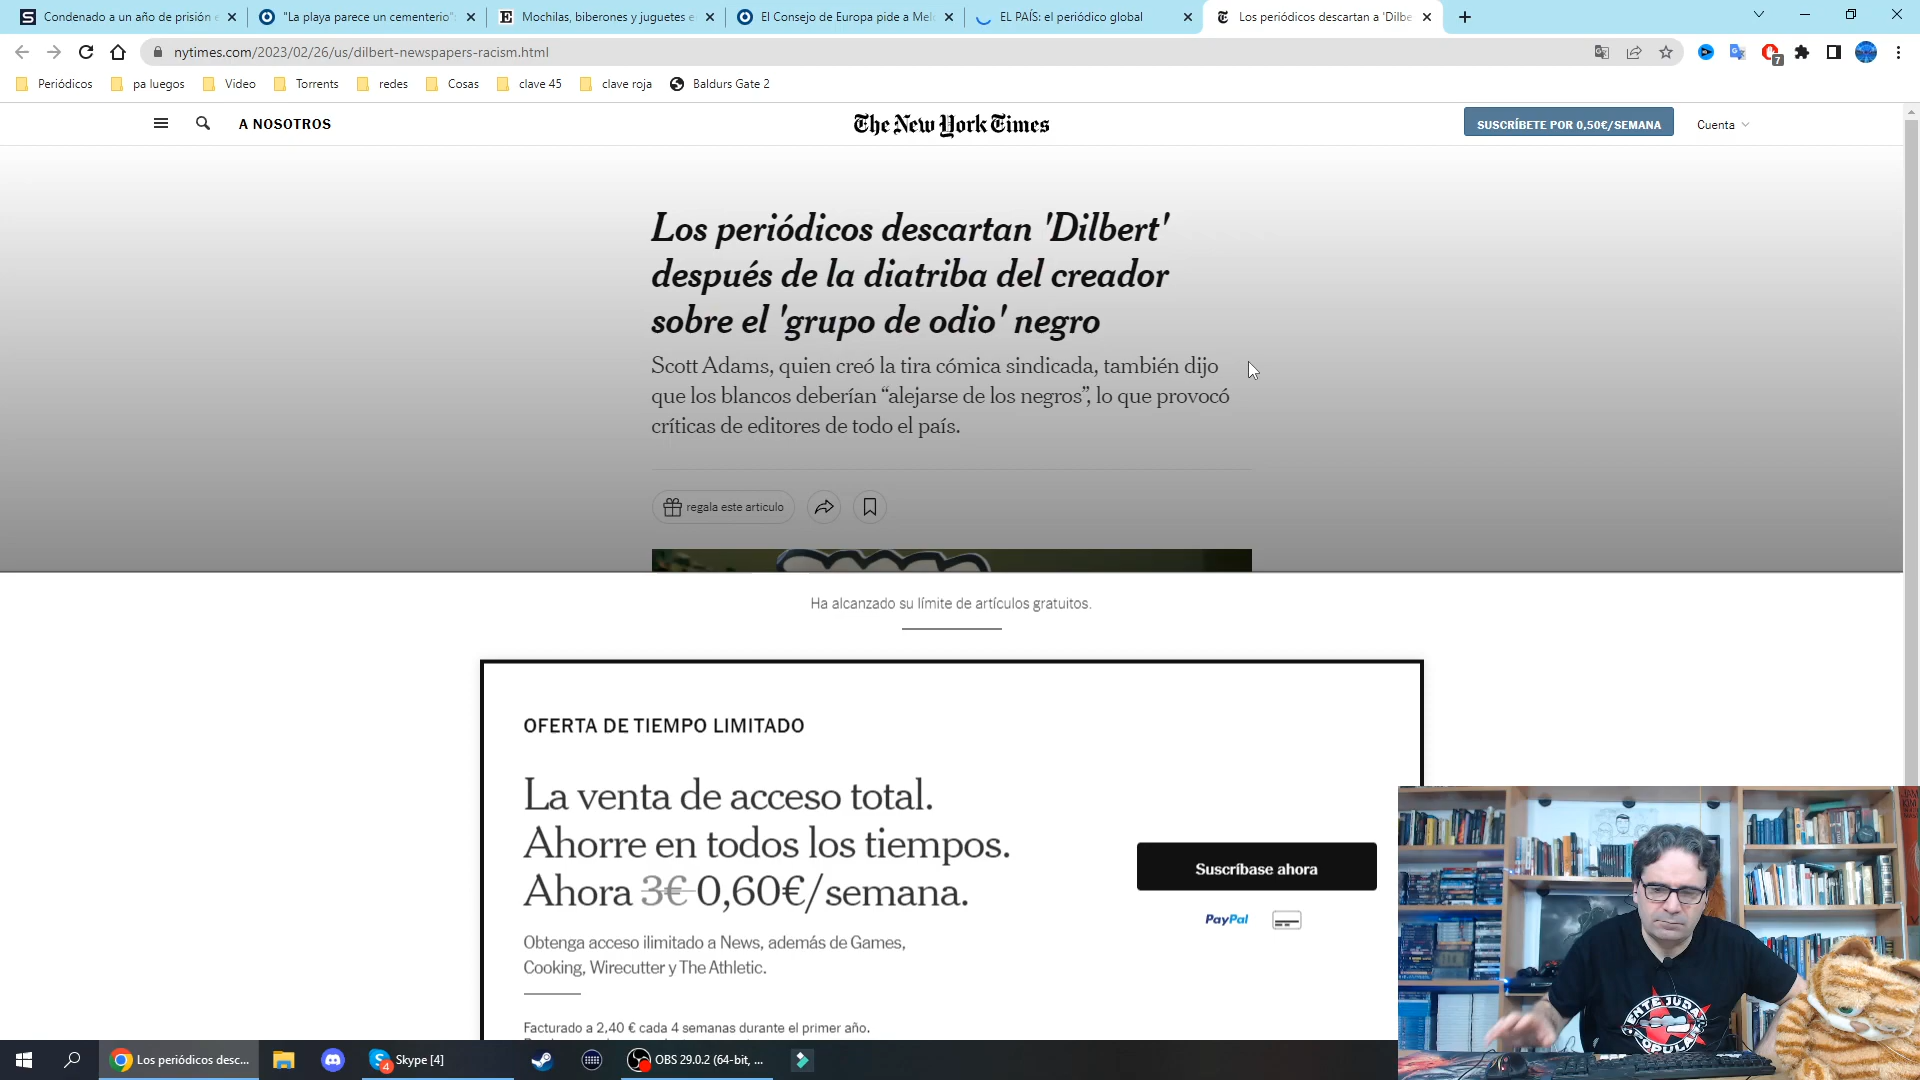 Condenado a un año de prisión
"La playa parece un cementerio":
Mochilas, biberones y juguetes e
El Consejo de Europa pide a Mel
EL PAÍS: el periódico global
Los periódicos descartan a 'Dilbe
nytimes.com/2023/02/26/us/dilbert-newspapers-racism.html
7
Periódicos
pa luegos
Video
Torrents
redes
Cosas
clave 45
clave roja
Baldurs Gate 2
A NOSOTROS
The New York Times
SUSCRÍBETE POR 0,50€/SEMANA
Cuenta
Los periódicos descartan 'Dilbert'
después de la diatriba del creador
sobre el 'grupo de odio' negro
Scott Adams, quien creó la tira cómica sindicada, también dijo
que los blancos deberían “alejarse de los negros”, lo que provocó
críticas de editores de todo el país.
regala este articulo
Ha alcanzado su límite de artículos gratuitos.
OFERTA DE TIEMPO LIMITADO
La venta de acceso total.
Ahorre en todos los tiempos.
Ahora 3€ 0,60€/semana.
Suscríbase ahora
PayPal
Obtenga acceso ilimitado a News, además de Games,
Cooking, Wirecutter y The Athletic.
Facturado a 2,40 € cada 4 semanas durante el primer año.
Los periódicos desc...
4
Skype [4]
OBS 29.0.2 (64-bit, ...